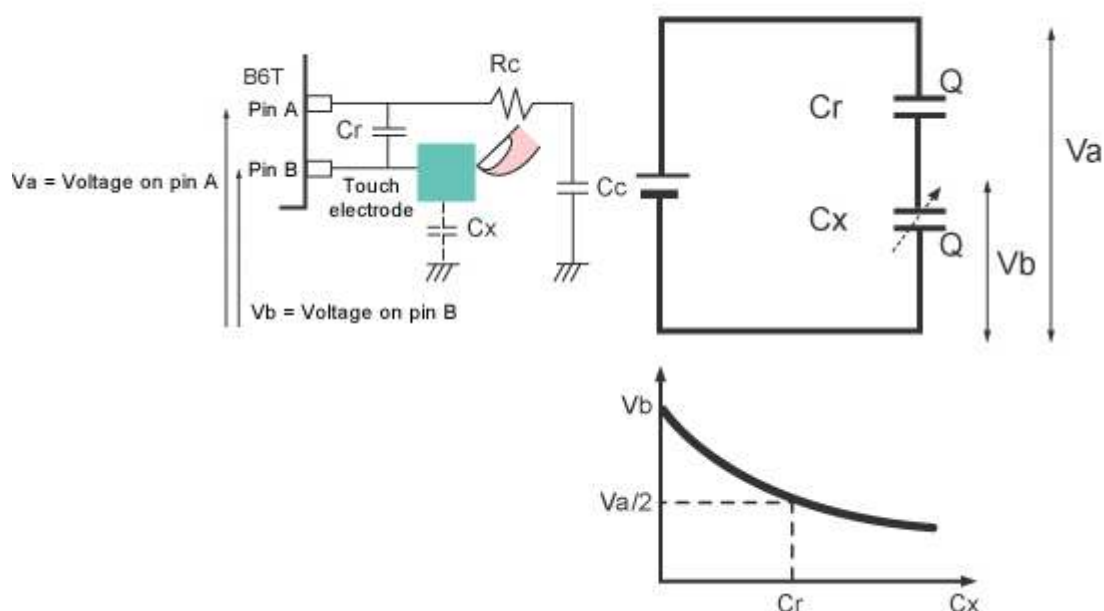 B6T
Pin A
Pin B
Va = Voltage on pin A
Cr
Rc
Touch
electrode
Cx
Cc
Vb = Voltage on pin B
Cr
Q
Cx
Q
Va
Vb
Vb
Va/2
Cr
Cx